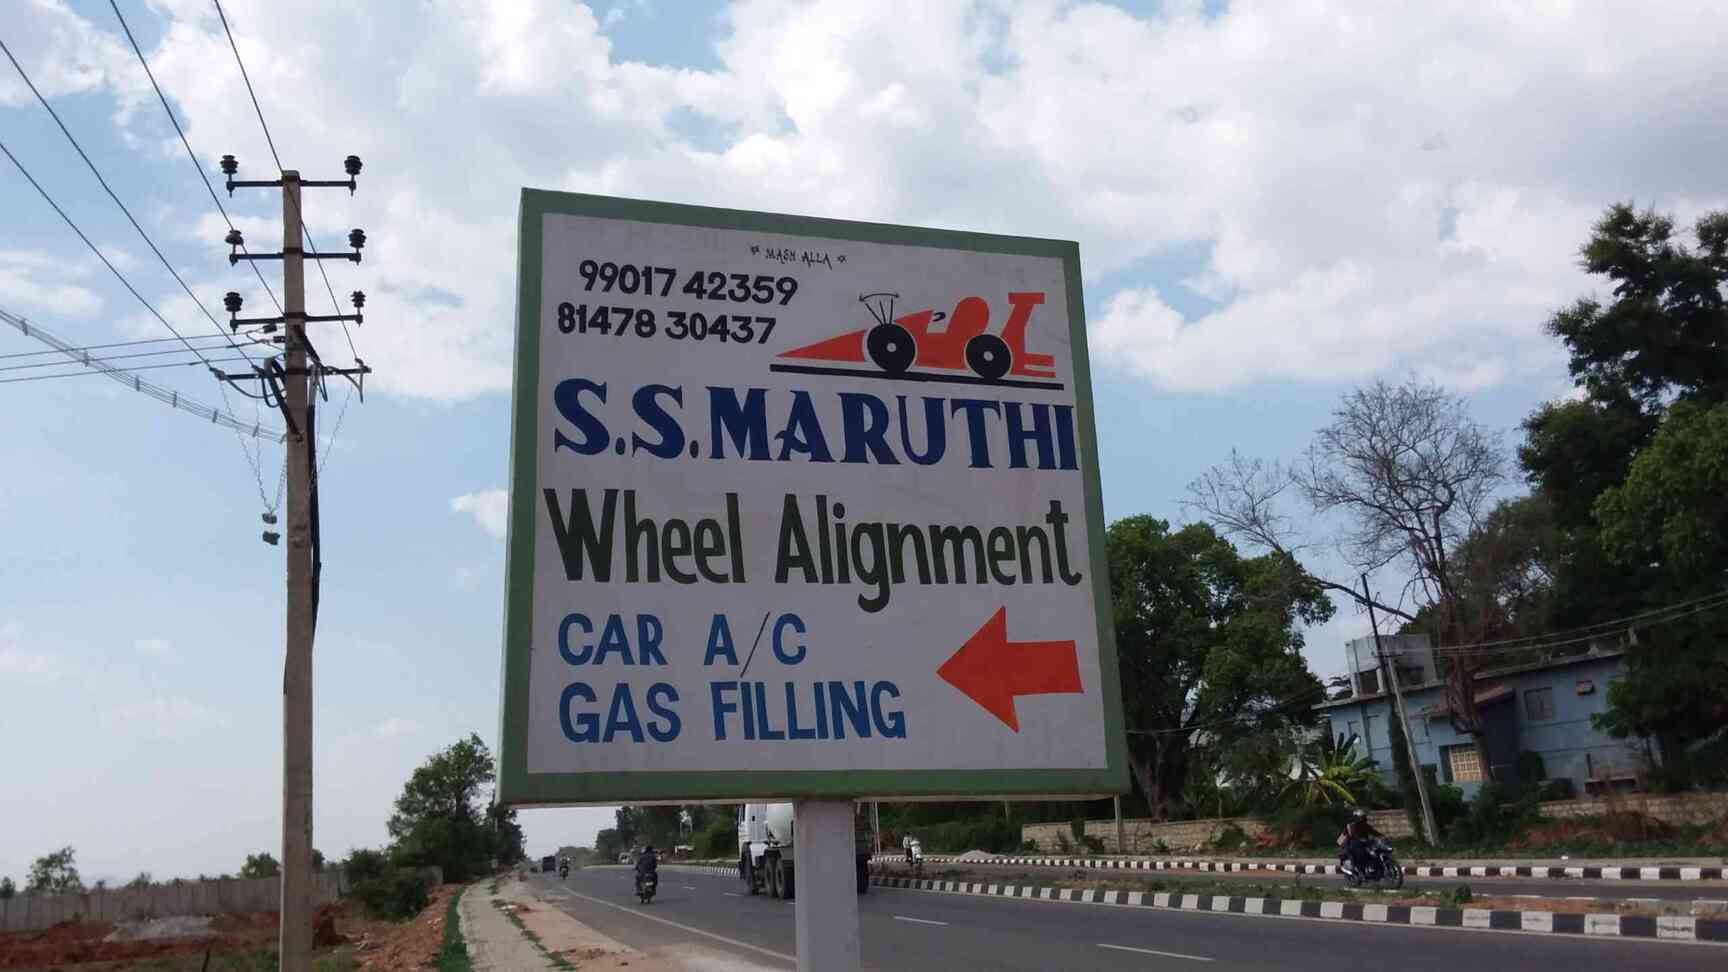 * MASH ALLA *
99017 42359
81478 30437
S.S.MARUTHI
Wheel Alignment
CAR A/C
GAS FILLING